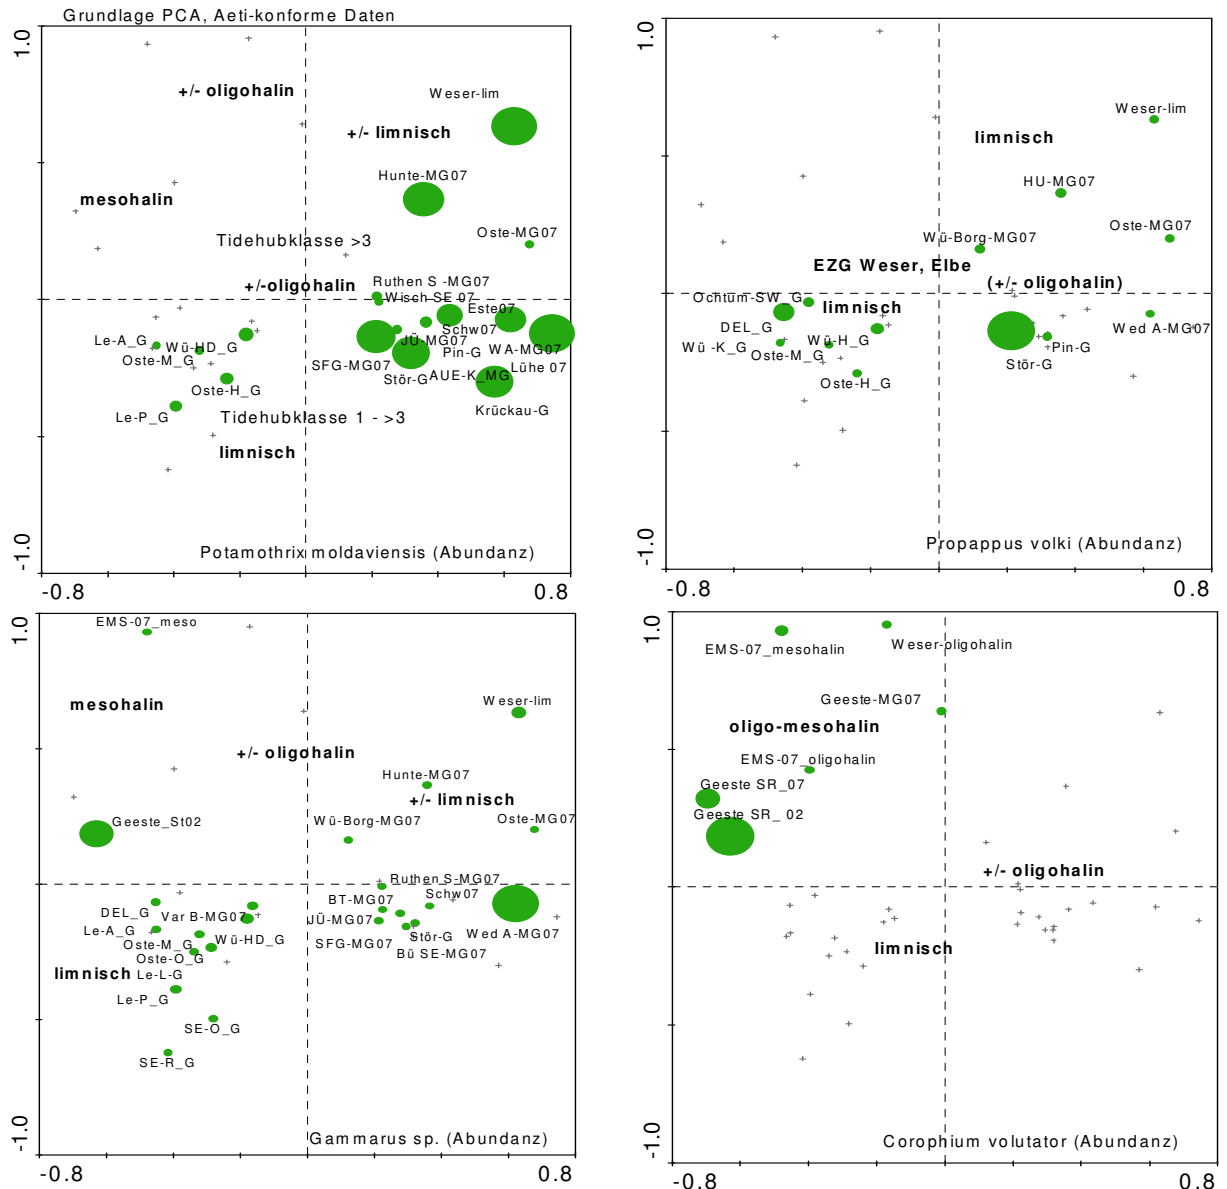 Grundlage PCA, Aeti-konforme Daten
1.0
+/- oligohalin
Weser-lim
+/- limnisch
Hunte-MG07
mesohalin
Oste-MG07
Tidehubklasse >3
Ruthen S -MG07
+/-oligohalin
Wisch SE 07
Este07
Le-A_G
Wü-HD_G
Schw07
JÜ-MG07
Oste-M_G
Pin-G
WA-MG07
SFG-MG07
Lühe 07
Stör-G
AUE-K_MG
Oste-H_G
Le-P_G
Krückau-G
Tidehubklasse 1 - >3
limnisch
Potamothrix moldaviensis (Abundanz)
-1.0
-0.8
0.8
1.0
Weser-lim
limnisch
HU-MG07
Oste-MG07
Wü-Borg-MG07
EZG Weser, Elbe
(+/- oligohalin)
Ochtum-SW_G
limnisch
DEL_G
Wed A-MG07
Wü -K_G
Wü-H_G
Pin-G
Oste-M_G
Stör-G
Oste-H_G
Propappus volki (Abundanz)
-1.0
-0.8
0.8
1.0
EMS-07_meso
mesohalin
Weser-lim
+/- oligohalin
Hunte-MG07
+/- limnisch
Geeste_St02
Wü-Borg-MG07
Oste-MG07
Ruthen S-MG07
BT-MG07
Schw07
DEL_G
Var B-MG07
JÜ-MG07
Le-A_G
Wü-HD_G
Stör-G
Wed A-MG07
Oste-M_G
SFG-MG07
Bü SE-MG07
Oste-O_G
limnisch
Le-L-G
Le-P_G
SE-O_G
SE-R_G
Gammarus sp. (Abundanz)
-1.0
-0.8
0.8
1.0
EMS-07_mesohalin
Weser-oligohalin
Geeste-MG07
oligo-mesohalin
EMS-07_oligohalin
Geeste SR_07
Geeste SR_ 02
+/- oligohalin
limnisch
Corophium volutator (Abundanz)
-1.0
-0.8
0.8